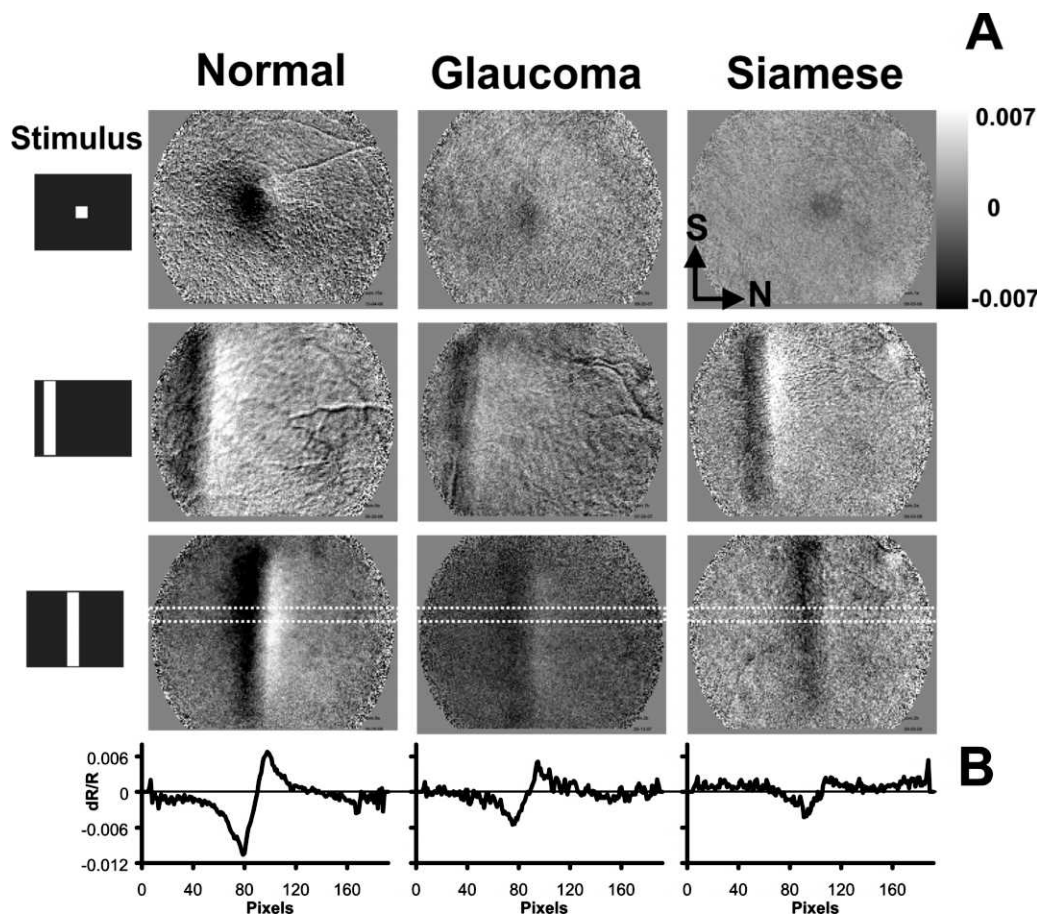 A
Normal Glaucoma Siamese
Stimulus
0.007
0
-0.007
S
N
B
dR/R
0.006
0
-0.006
-0.012
0 40 80 120 160
0 40 80 120 160
0 40 80 120 160
Pixels Pixels Pixels